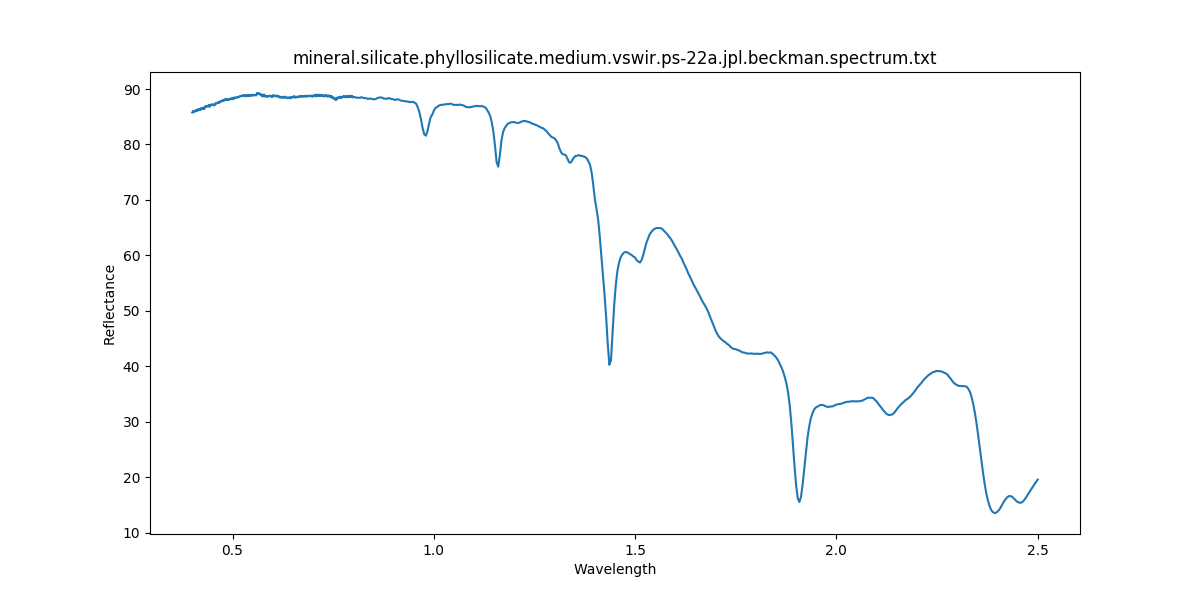 mineral.silicate.phyllosilicate.medium.vswir.ps-22a.jpl.beckman.spectrum.txt
90
80
70
60
50
40
30
20
10
Reflectance
0.5 1.0 1.5 2.0 2.5
Wavelength